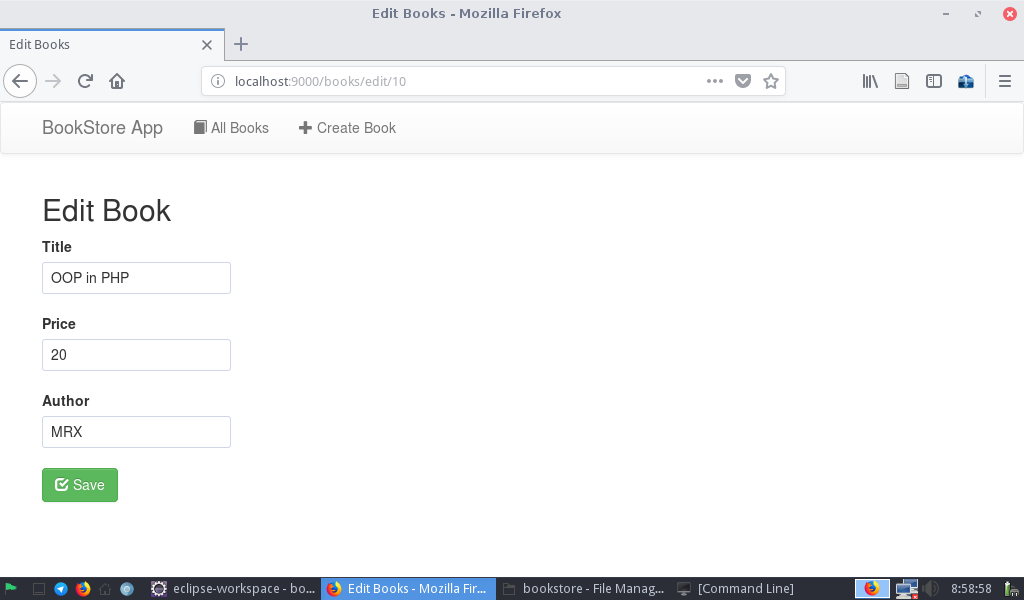 Edit Books - Mozilla Firefox
Edit Books
localhost:9000/books/edit/10
BookStore App All Books Create Book
Edit Book
Title
OOP in PHP
Price
20
Author
MRX
Save
eclipse-workspace - bo... Edit Books - Mozilla Fir... bookstore - File Manag... [Command Line] 8:58:58